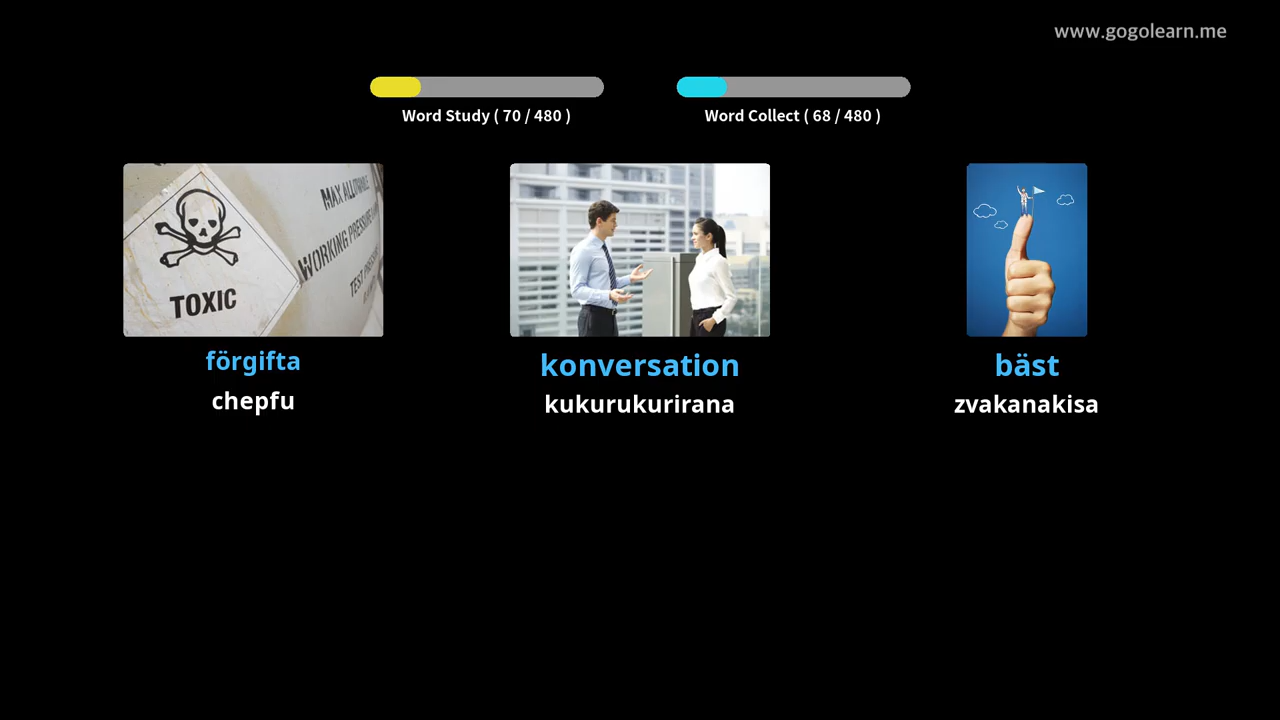 www.gogolearn.me
Word Study ( 70 / 480 )
Word Collect ( 68 / 480 )
TOXIC
MAX ALLOWABLE
WORKING PRESSURE
TEST PRESSURE
förgifta
konversation
bäst
chepfu
kukurukurirana
zvakanakisa